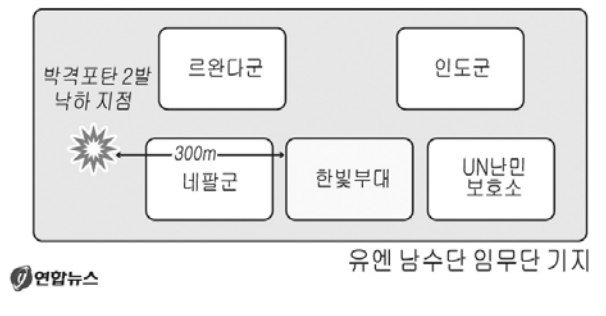 박격포탄 2발
낙하 지점
르완다군
인도군
300m
네팔군
한빛부대
UN난민
보호소
유엔 남수단 임무단 기지
y 연합뉴스